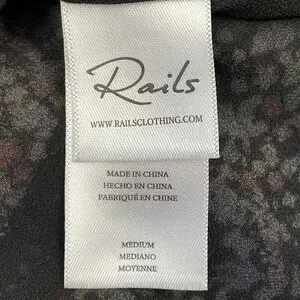 Rails
WWW.RAILSCLOTHING.COM
MADE IN CHINA
HECHO EN CHINA
FABRIQUÉ EN CHINE
MEDIUM
MEDIANO
MOYENNE